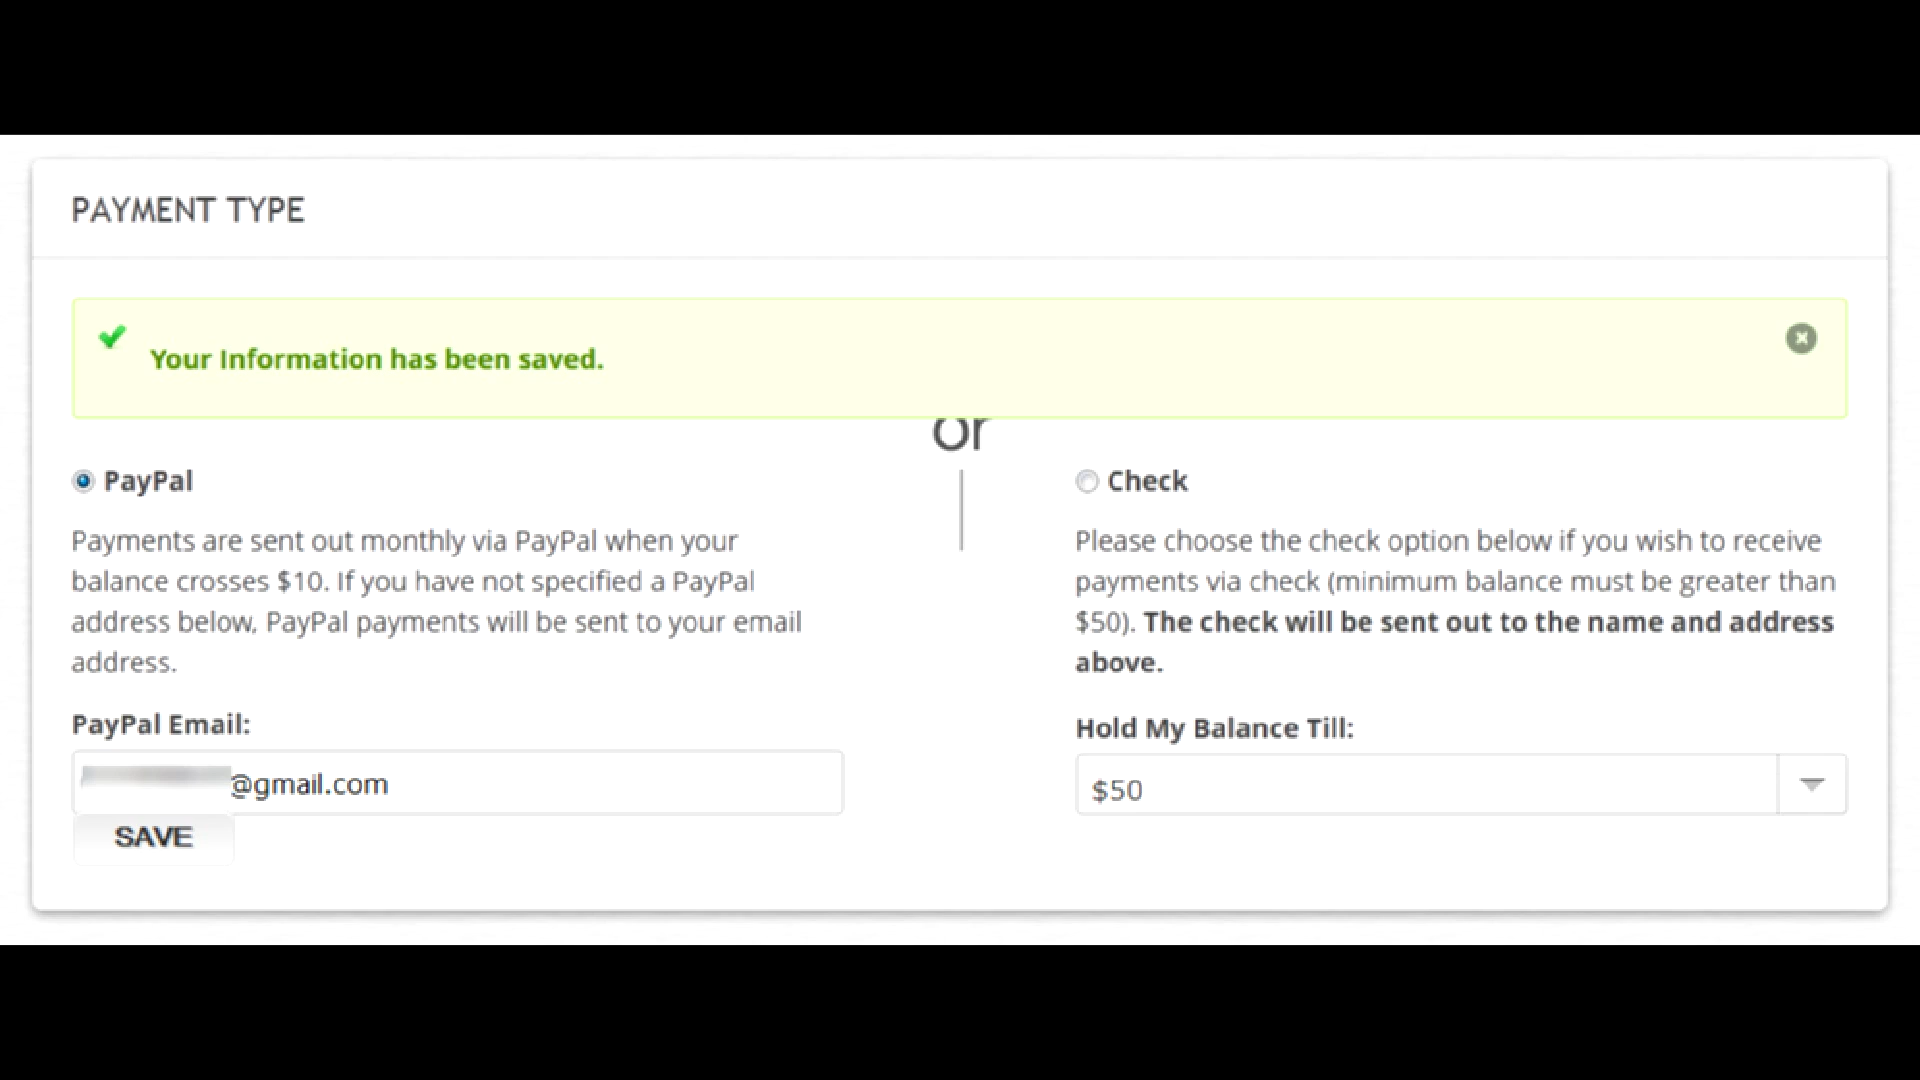 PAYMENT TYPE
Your Information has been saved.
or
PayPal
Payments are sent out monthly via PayPal when your
balance crosses $10. If you have not specified a PayPal
address below, PayPal payments will be sent to your email
address.
PayPal Email:
@gmail.com
SAVE
Check
Please choose the check option below if you wish to receive
payments via check (minimum balance must be greater than
$50). The check will be sent out to the name and address
above.
Hold My Balance Till:
$50